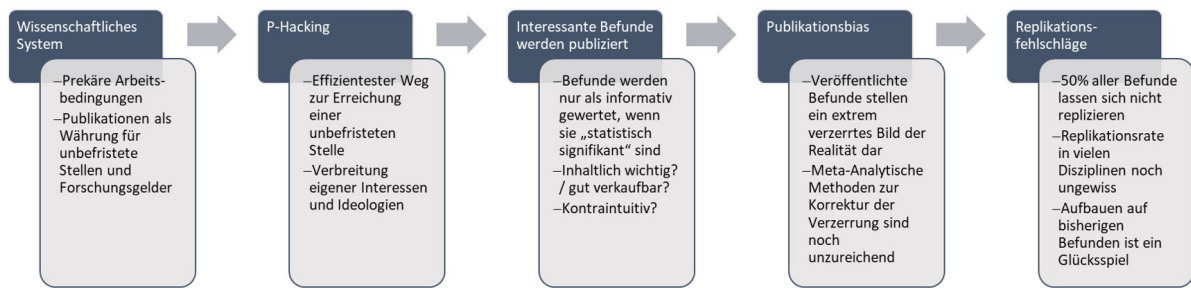 Wissenschaftliches
System
–Prekäre Arbeits-
bedingungen
–Publikationen als
Währung für
unbefristete
Stellen und
Forschungsgelder
P-Hacking
–Effizientester Weg
zur Erreichung
einer
unbefristeten
Stelle
–Verbreitung
eigener Interessen
und Ideologien
Interessante Befunde
werden publiziert
–Befunde werden
nur als informativ
gewertet, wenn
sie „statistisch
signifikant“ sind
–Inhaltlich wichtig?
/ gut verkaufbar?
–Kontraintuitiv?
Publikationsbias
–Veröffentlichte
Befunde stellen
ein extrem
verzerrtes Bild der
Realität dar
–Meta-Analytische
Methoden zur
Korrektur der
Verzerrung sind
noch
unzureichend
Replikations-
fehlschläge
–50% aller Befunde
lassen sich nicht
replizieren
–Replikationsrate
in vielen
Disziplinen noch
ungewiss
–Aufbauen auf
bisherigen
Befunden ist ein
Glücksspiel